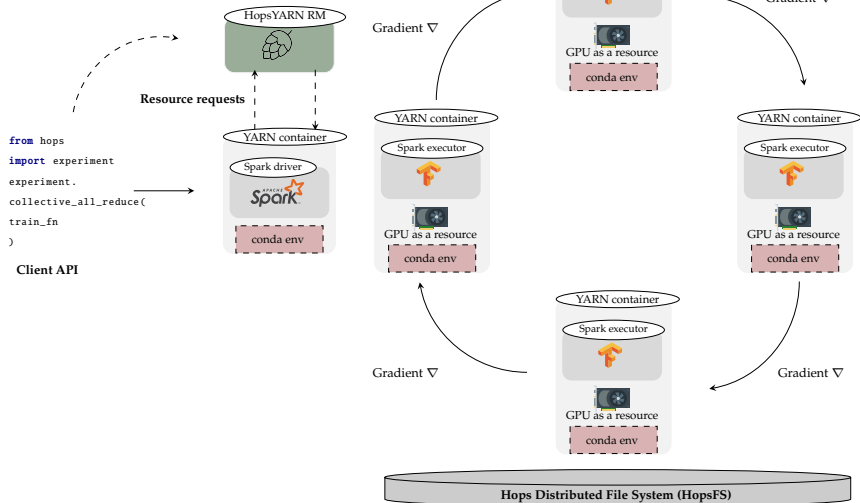 HopsYARN RM
Gradient ∇
Gradient ∇
GPU as a resource
conda env
Resource requests
from hops
import experiment
experiment.
collective_all_reduce(
train_fn
)
Client API
YARN container
Spark driver
APACHE
Spark
conda env
YARN container
Spark executor
GPU as a resource
conda env
YARN container
Spark executor
GPU as a resource
conda env
YARN container
Spark executor
GPU as a resource
conda env
Gradient ∇
Gradient ∇
Hops Distributed File System (HopsFS)